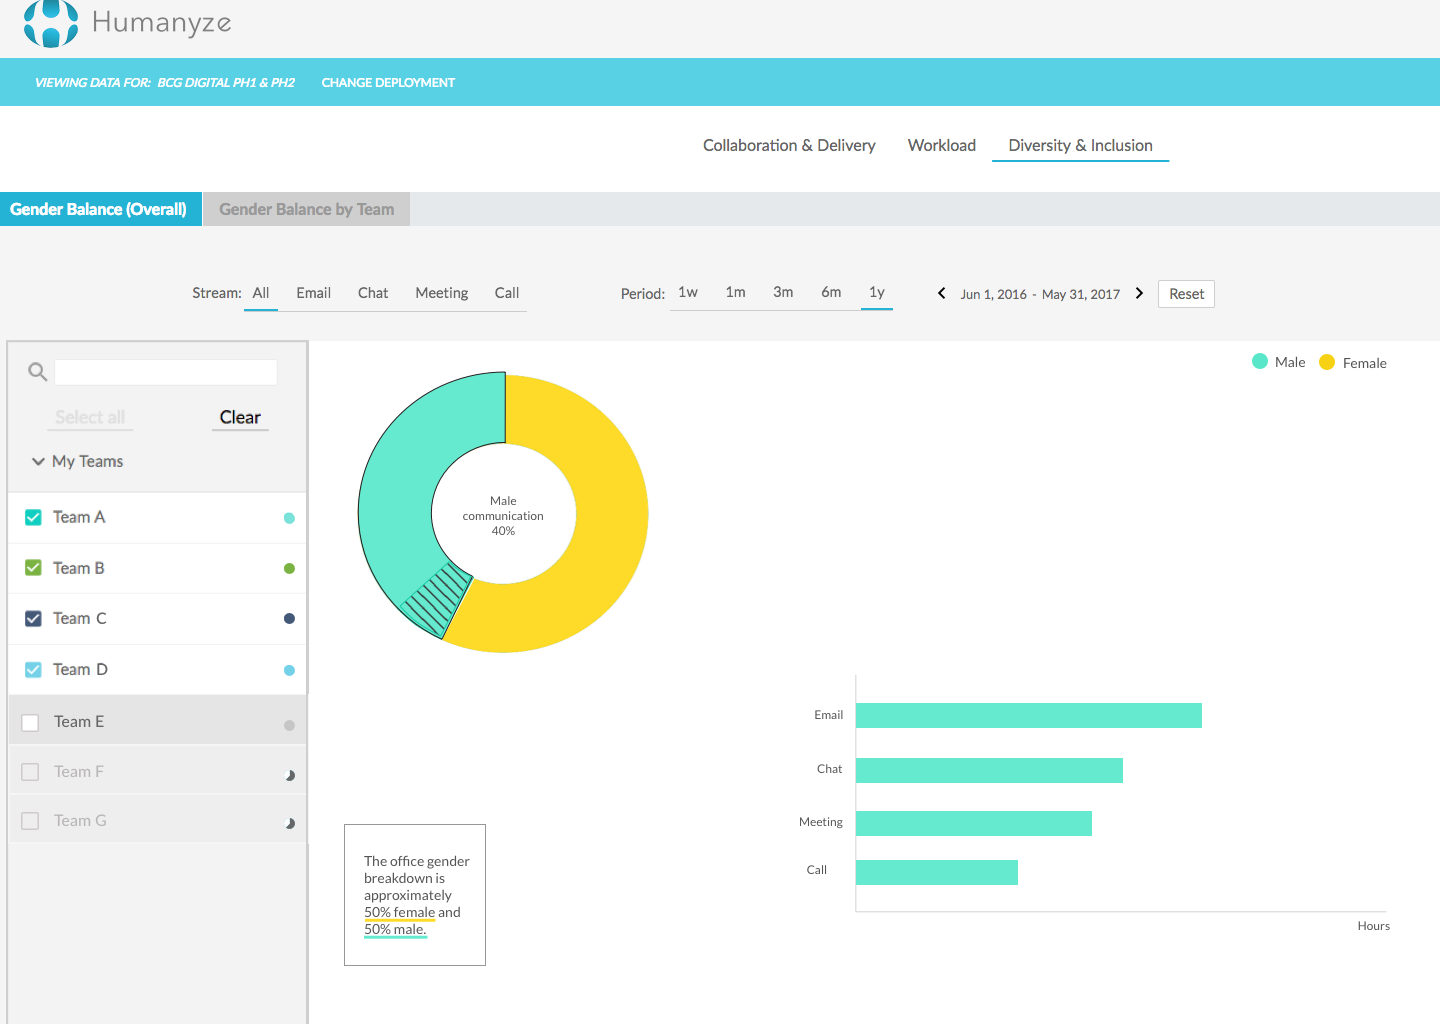 Humanyze
VIEWING DATA FOR: BCG DIGITAL PH1 & PH2 CHANGE DEPLOYMENT
Collaboration & Delivery Workload Diversity & Inclusion
Gender Balance (Overall) Gender Balance by Team
Stream: All Email Chat Meeting Call Period: 1w 1m 3m 6m 1y Jun 1, 2016 - May 31, 2017 Reset
Male Female
Select all Clear
My Teams
Team A
Team B
Team C
Team D
Team E
Team F
Team G
Male
communication
40%
Email
Chat
Meeting
Call
Hours
The office gender
breakdown is
approximately
50% female and
50% male.